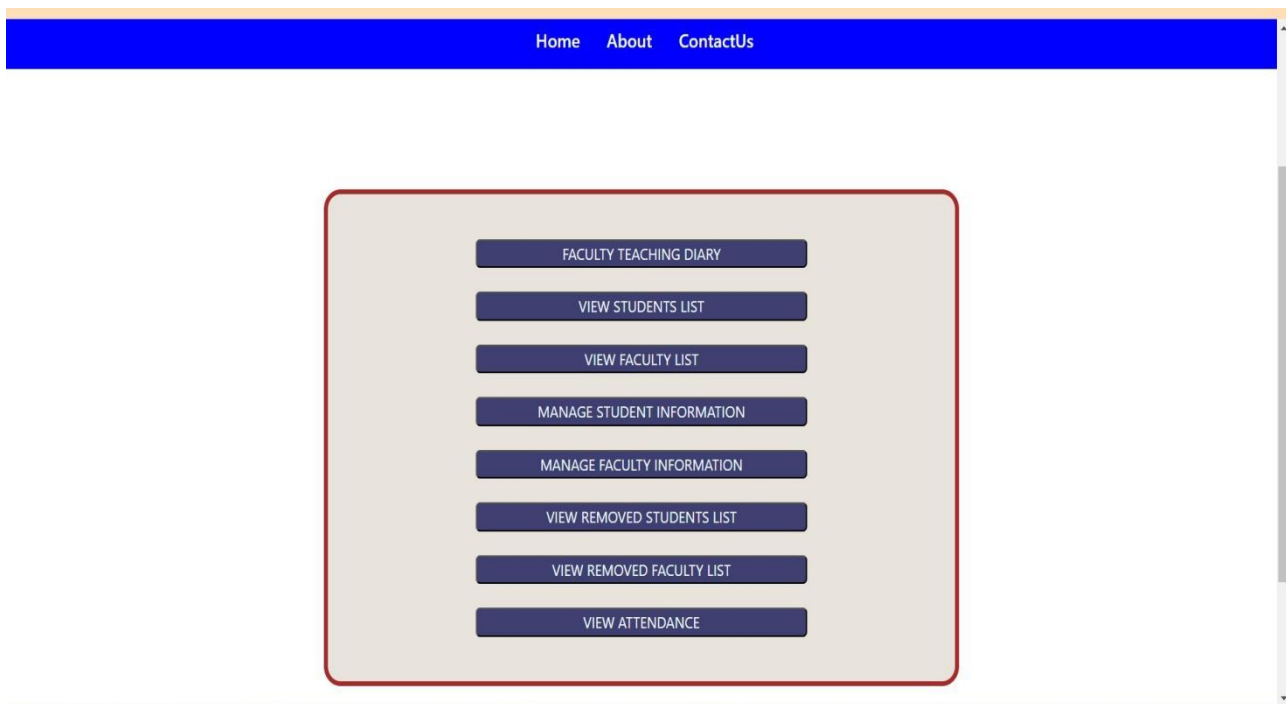 Home About ContactUs
FACULTY TEACHING DIARY
VIEW STUDENTS LIST
VIEW FACULTY LIST
MANAGE STUDENT INFORMATION
MANAGE FACULTY INFORMATION
VIEW REMOVED STUDENTS LIST
VIEW REMOVED FACULTY LIST
VIEW ATTENDANCE